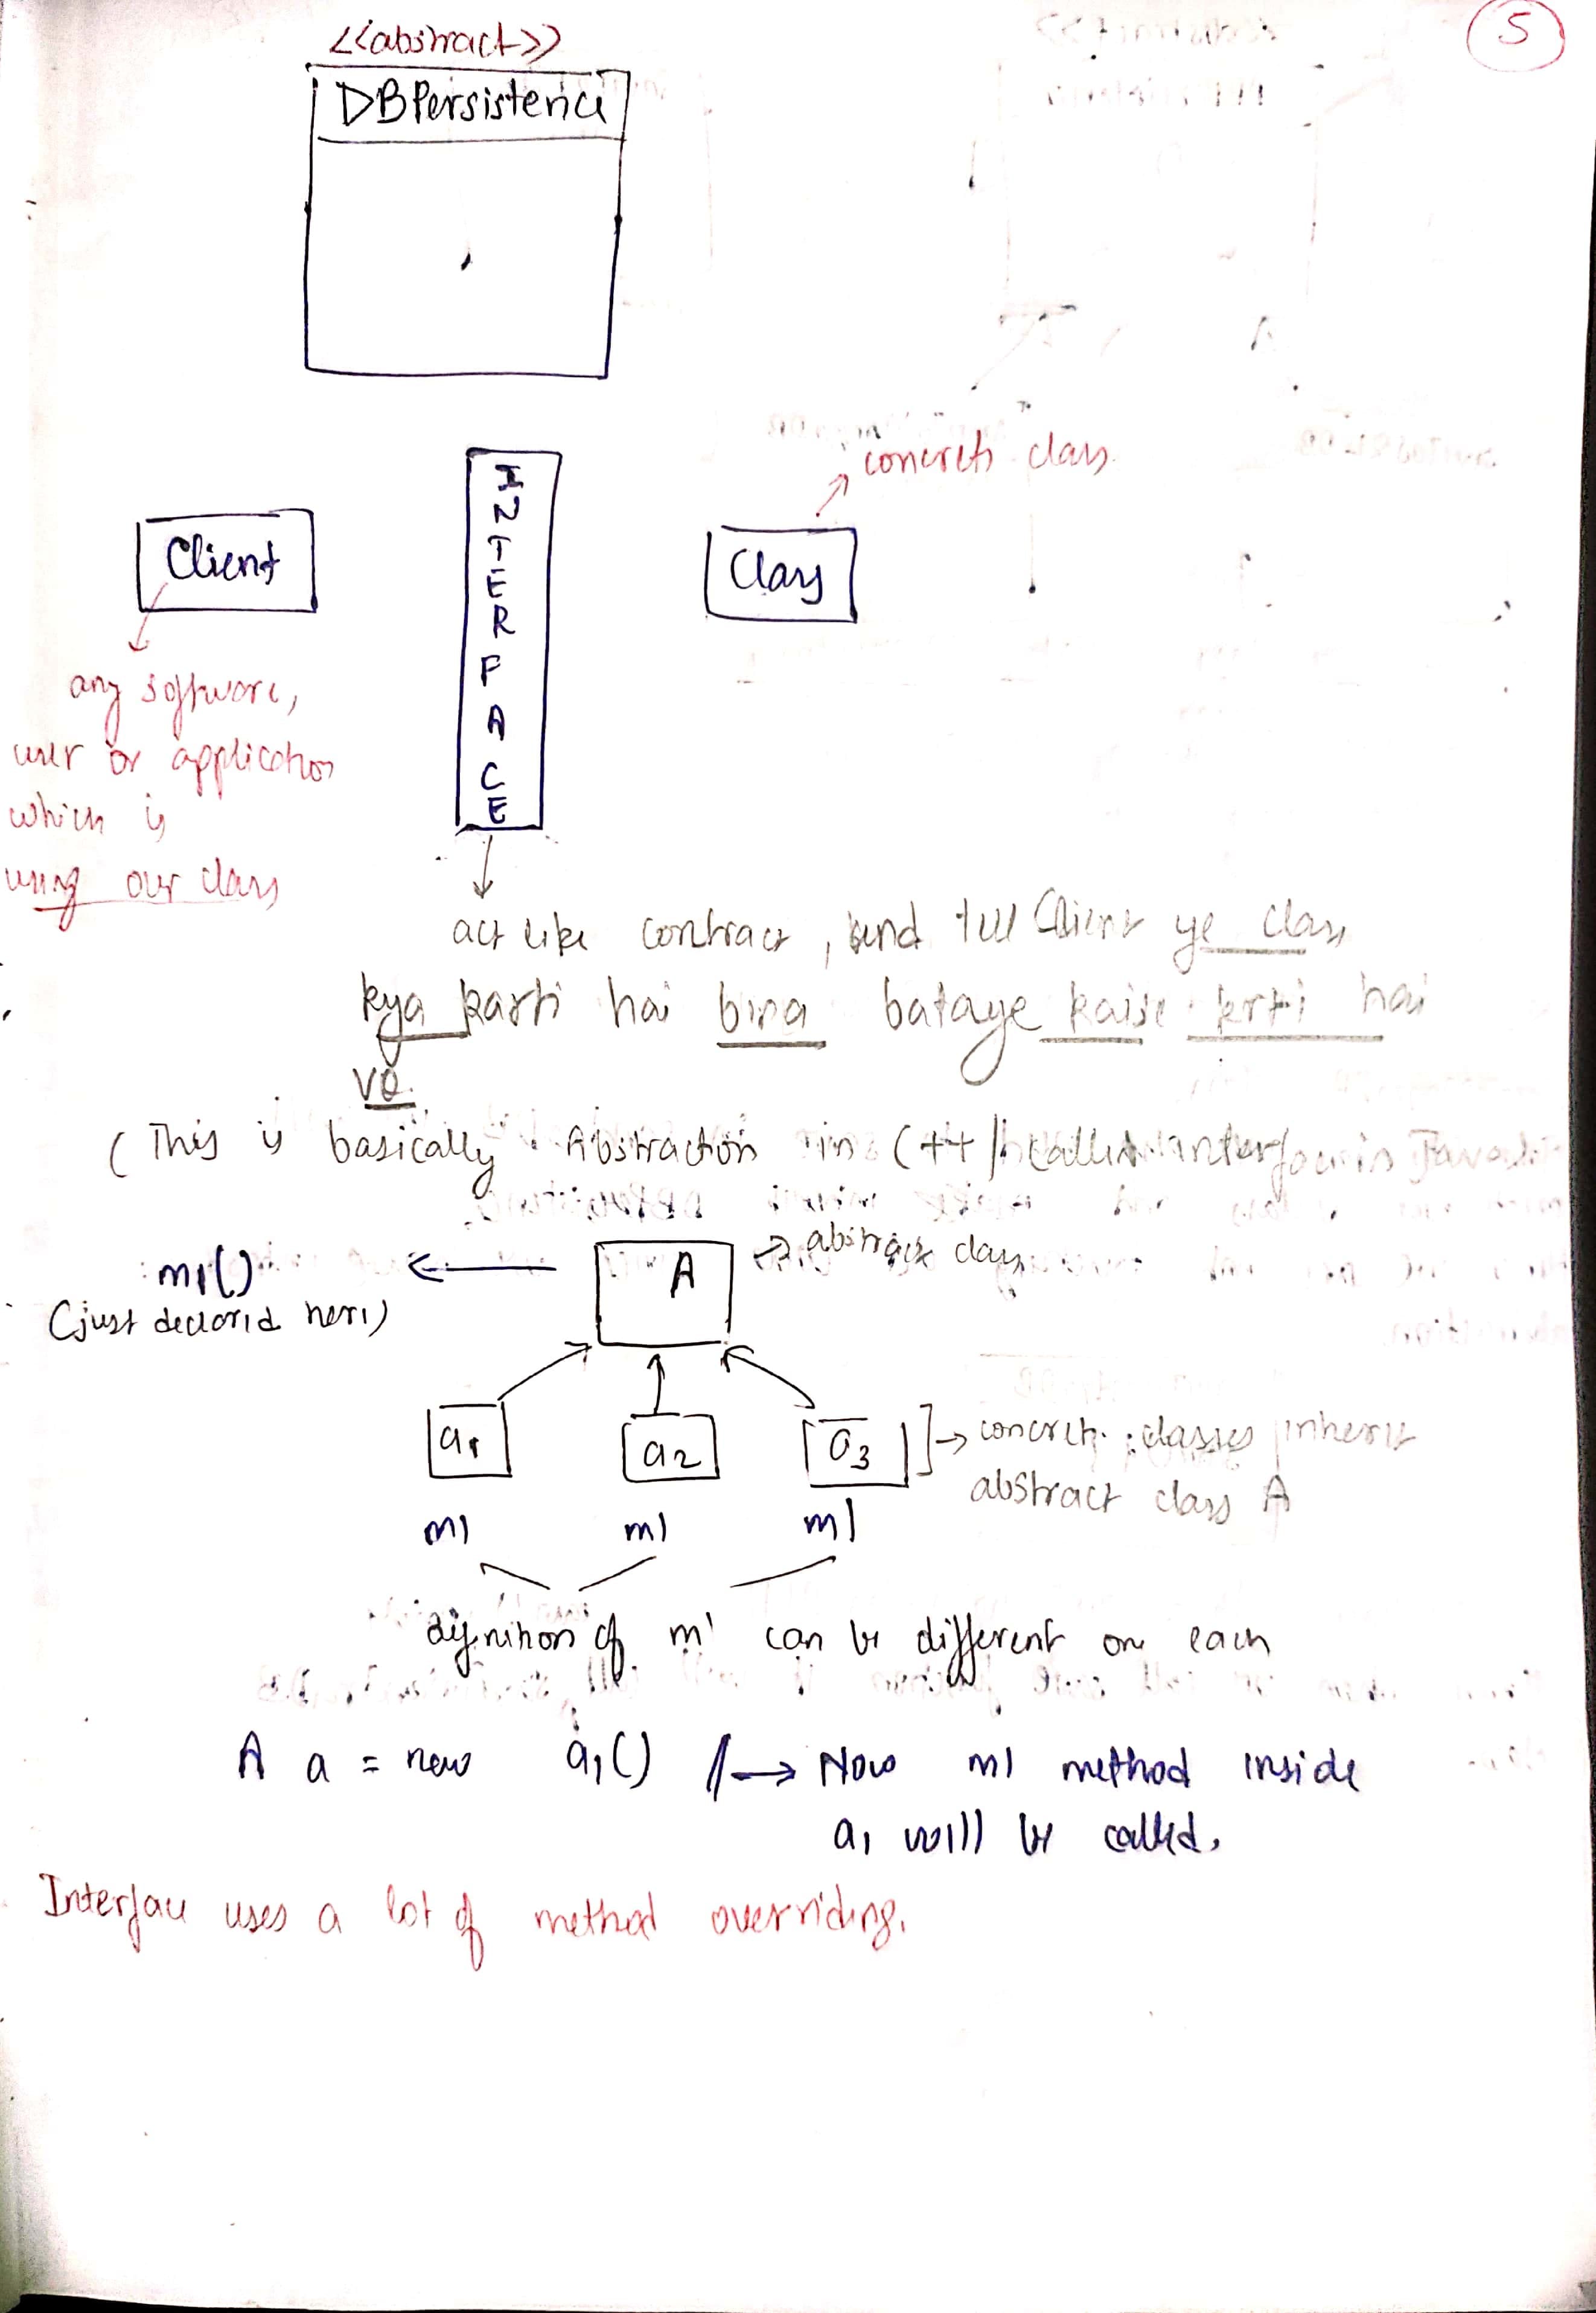 5
<<abstract>>
DBPersistence
INTERFACE
concrete class
Client
Class
any software,
user or application
which is
using our class
act like contract, and tell Client ye class
kya karti hai bina bataye kaise krti hai
vo.
(This is basically Abstraction in C++ // called interface in Java
m1()
(just declared here)
A
→ abstract class
a1
a2
a3
→ concrete classes inherit
abstract class A
m1 m1 m1
definition of m1 can be different on each
A a = new a1() // → Now m1 method inside
a1 will be called.
Interface uses a lot of method overriding.